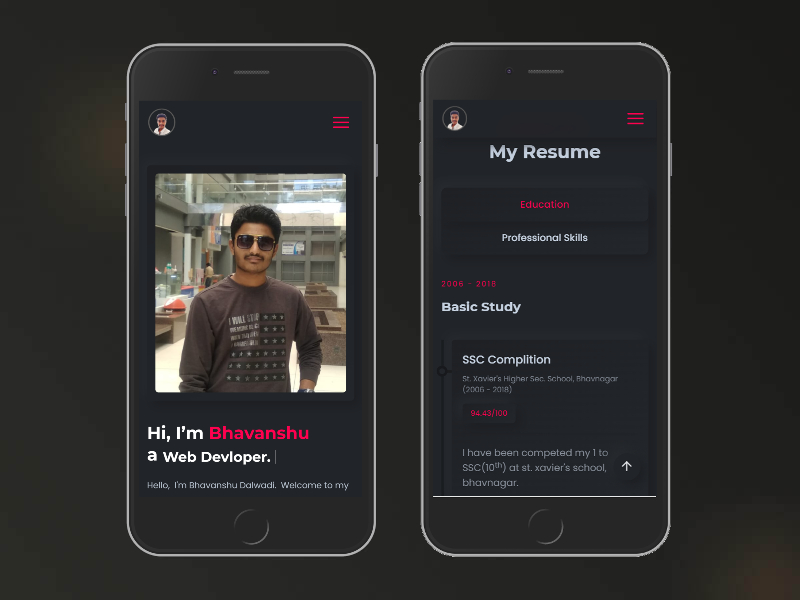 Hi, I'm Bhavanshu
a Web Devloper.
Hello, I'm Bhavanshu Dalwadi. Welcome to my
My Resume
Education
Professional Skills
2006 - 2018
Basic Study
SSC Complition
St. Xavier's Higher Sec. School, Bhavnagar
(2006 - 2018)
94.43/100
I have been competed my 1 to
SSC(10th) at st. xavier's school,
bhavnagar.